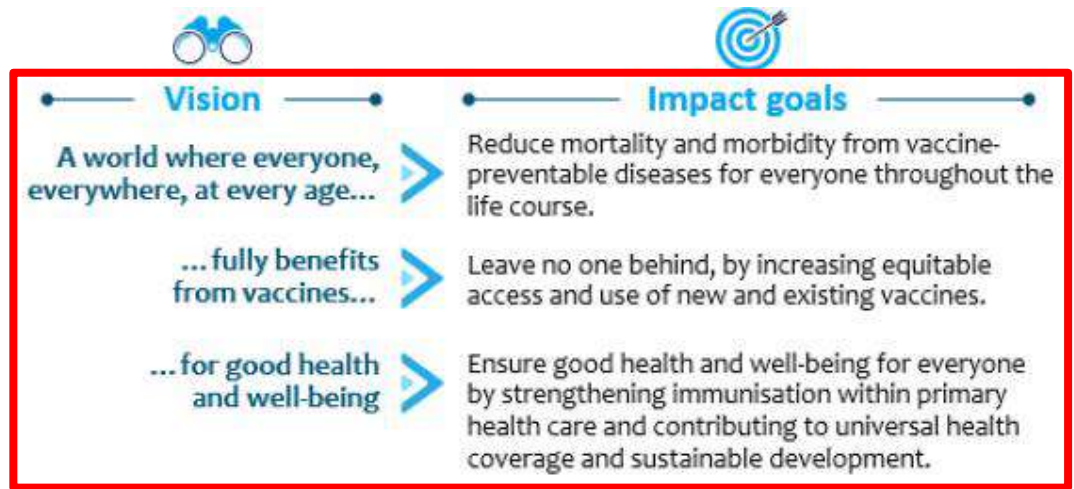 Vision
Impact goals
A world where everyone,
everywhere, at every age...
Reduce mortality and morbidity from vaccine-
preventable diseases for everyone throughout the
life course.
...fully benefits
from vaccines...
Leave no one behind, by increasing equitable
access and use of new and existing vaccines.
...for good health
and well-being
Ensure good health and well-being for everyone
by strengthening immunisation within primary
health care and contributing to universal health
coverage and sustainable development.